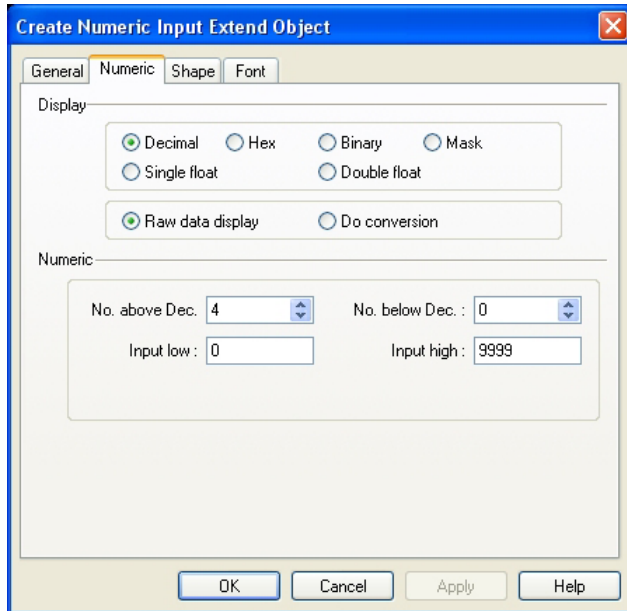 Create Numeric Input Extend Object
General Numeric Shape Font
Display
Decimal Hex Binary Mask
Single float Double float
Raw data display Do conversion
Numeric
No. above Dec. 4 No. below Dec. : 0
Input low : 0 Input high : 9999
OK Cancel Apply Help